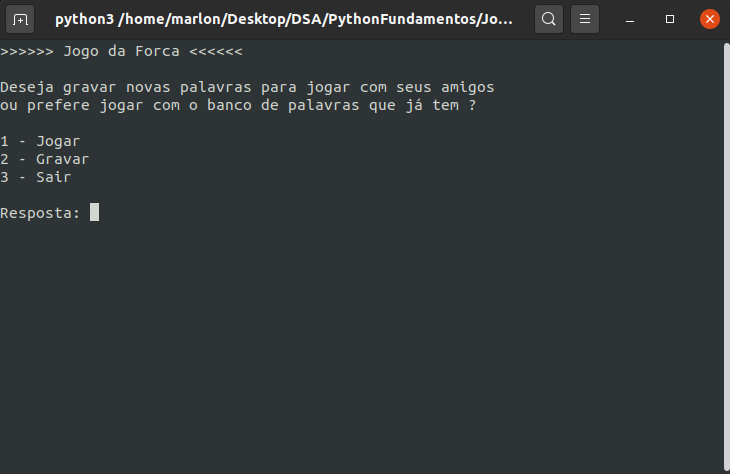 python3 /home/marlon/Desktop/DSA/PythonFundamentos/Jo...
>>>>>> Jogo da Forca <<<<<<
Deseja gravar novas palavras para jogar com seus amigos
ou prefere jogar com o banco de palavras que já tem ?
1 - Jogar
2 - Gravar
3 - Sair
Resposta: